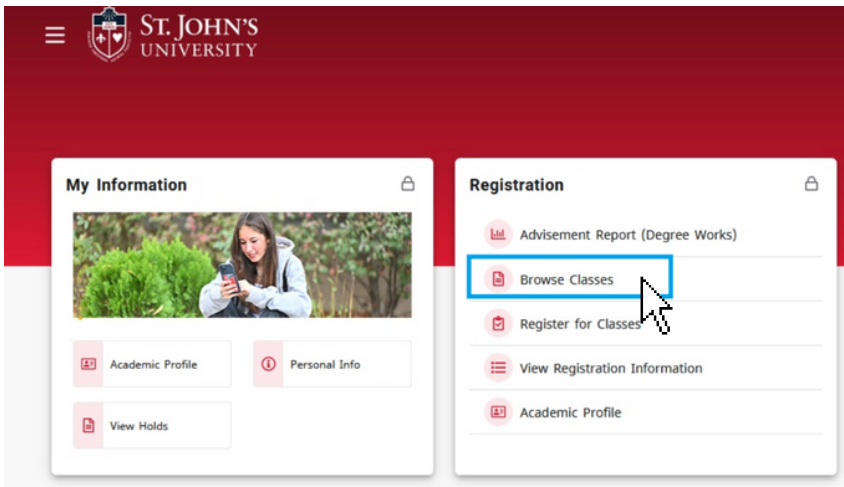 ST. JOHN'S
UNIVERSITY
My Information
Academic Profile
Personal Info
View Holds
Registration
Advisement Report (Degree Works)
Browse Classes
Register for Classes
View Registration Information
Academic Profile